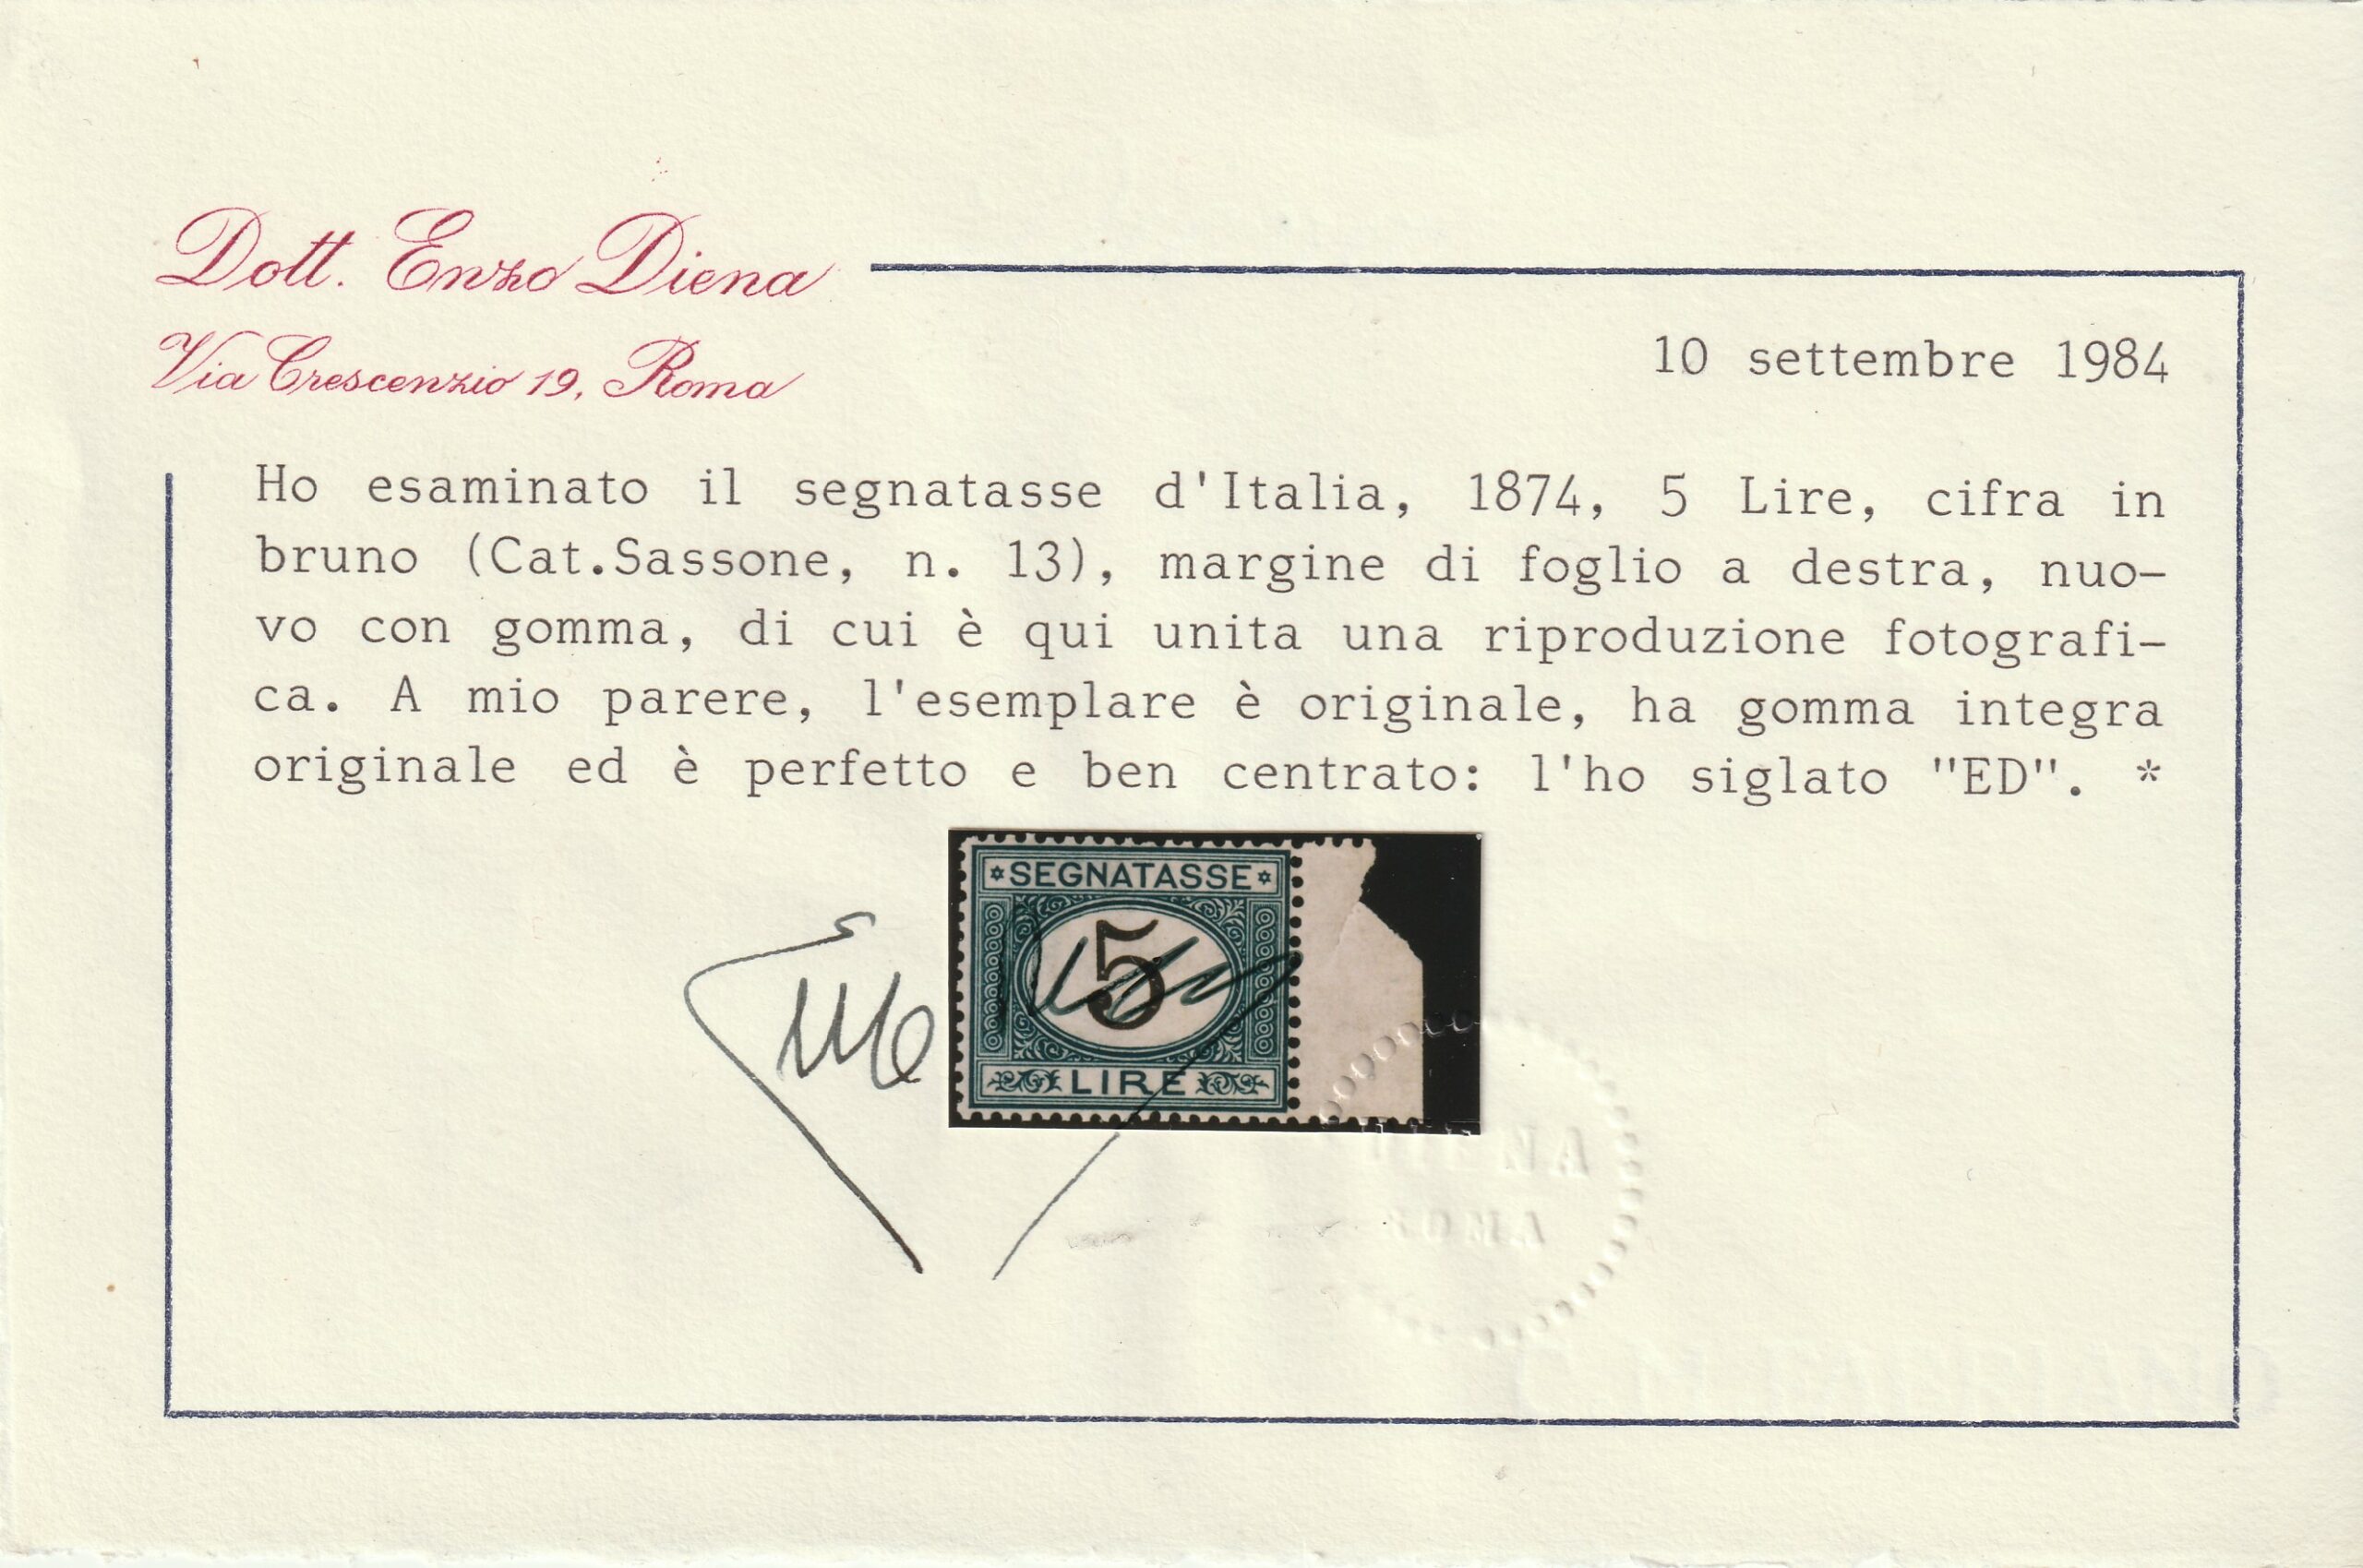 Dott. Enzo Diena
Via Crescenzio 19, Roma
10 settembre 1984
Ho esaminato il segnatasse d'Italia, 1874, 5 Lire, cifra in
bruno (Cat.Sassone, n. 13), margine di foglio a destra, nuo-
vo con gomma, di cui è qui unita una riproduzione fotografi-
ca. A mio parere, l'esemplare è originale, ha gomma integra
originale ed è perfetto e ben centrato: l'ho siglato "ED". *
*SEGNATASSE*
5
LIRE
DIENA
ROMA